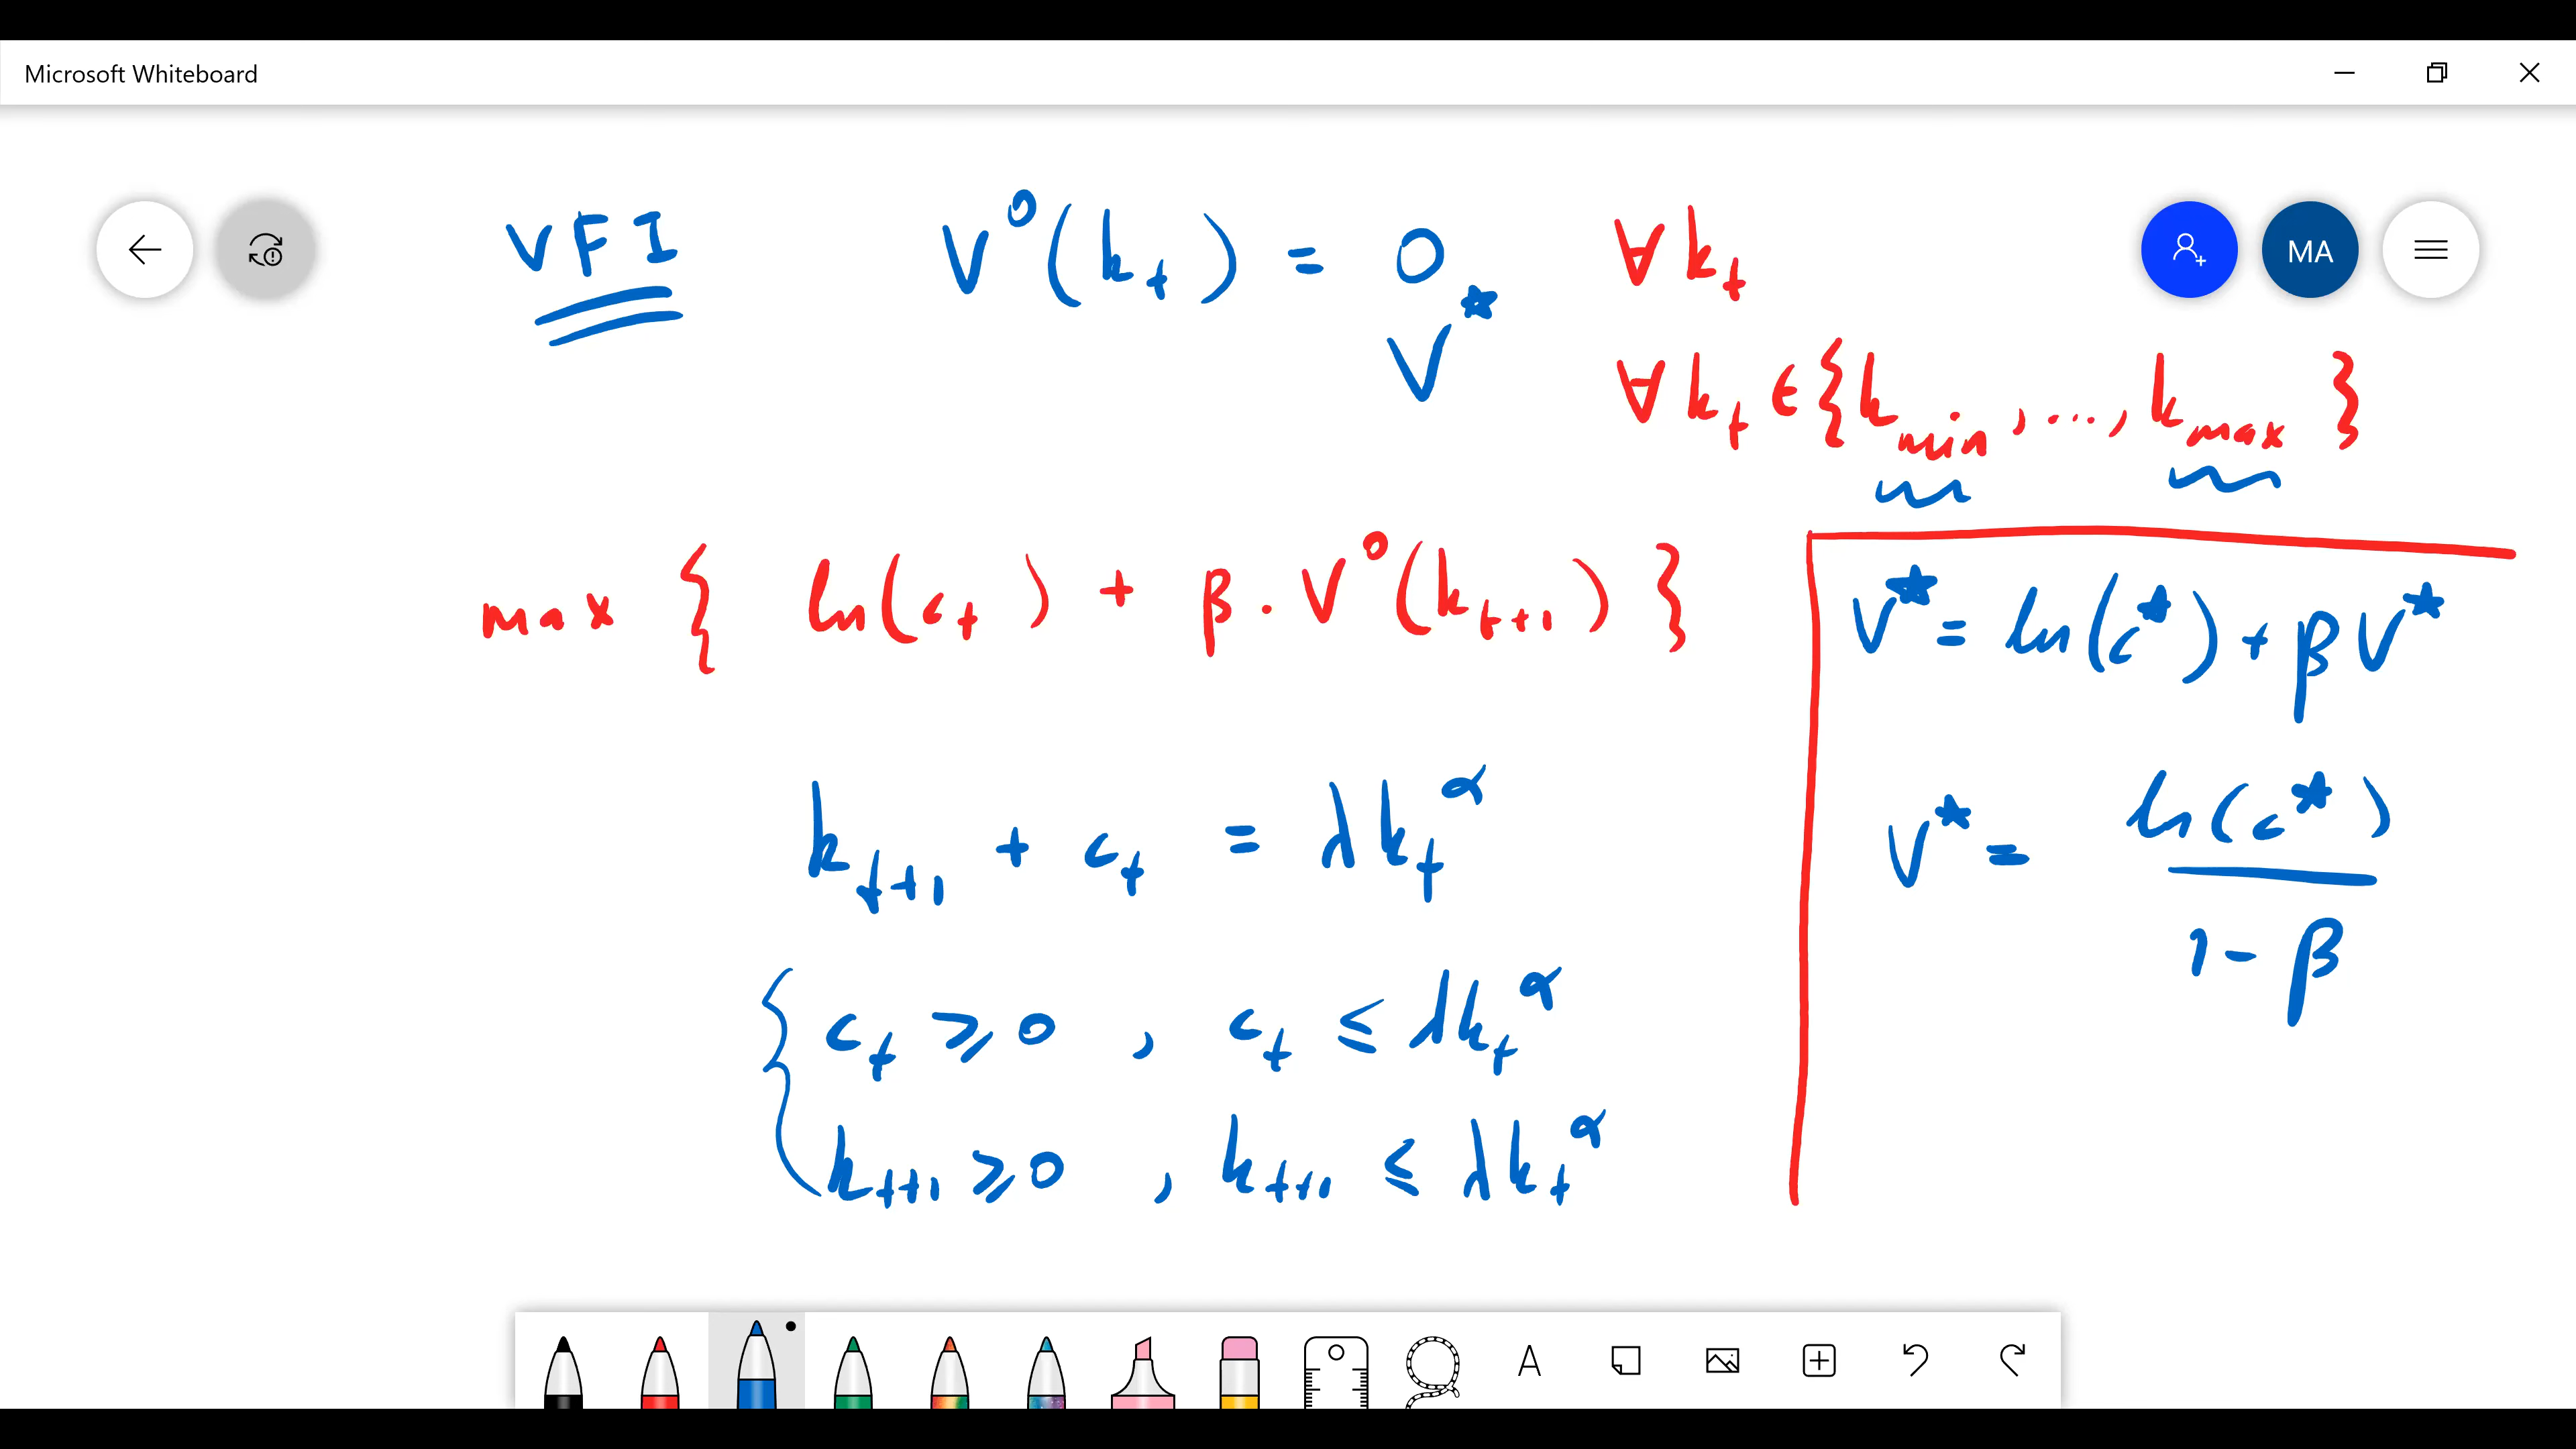 Microsoft Whiteboard
MA
VFI V⁰(kₜ) = 0 ∀kₜ
V* ∀kₜ ∈ {k_min, ..., k_max}
max { ln(cₜ) + β · V⁰(kₜ₊₁) }
kₜ₊₁ + cₜ = λkₜ^α
{ cₜ ⩾ 0 , cₜ ≤ λkₜ^α
kₜ₊₁ ⩾ 0 , kₜ₊₁ ≤ λkₜ^α
V* = ln(c*) + βV*
V* = ln(c*) / 1 - β